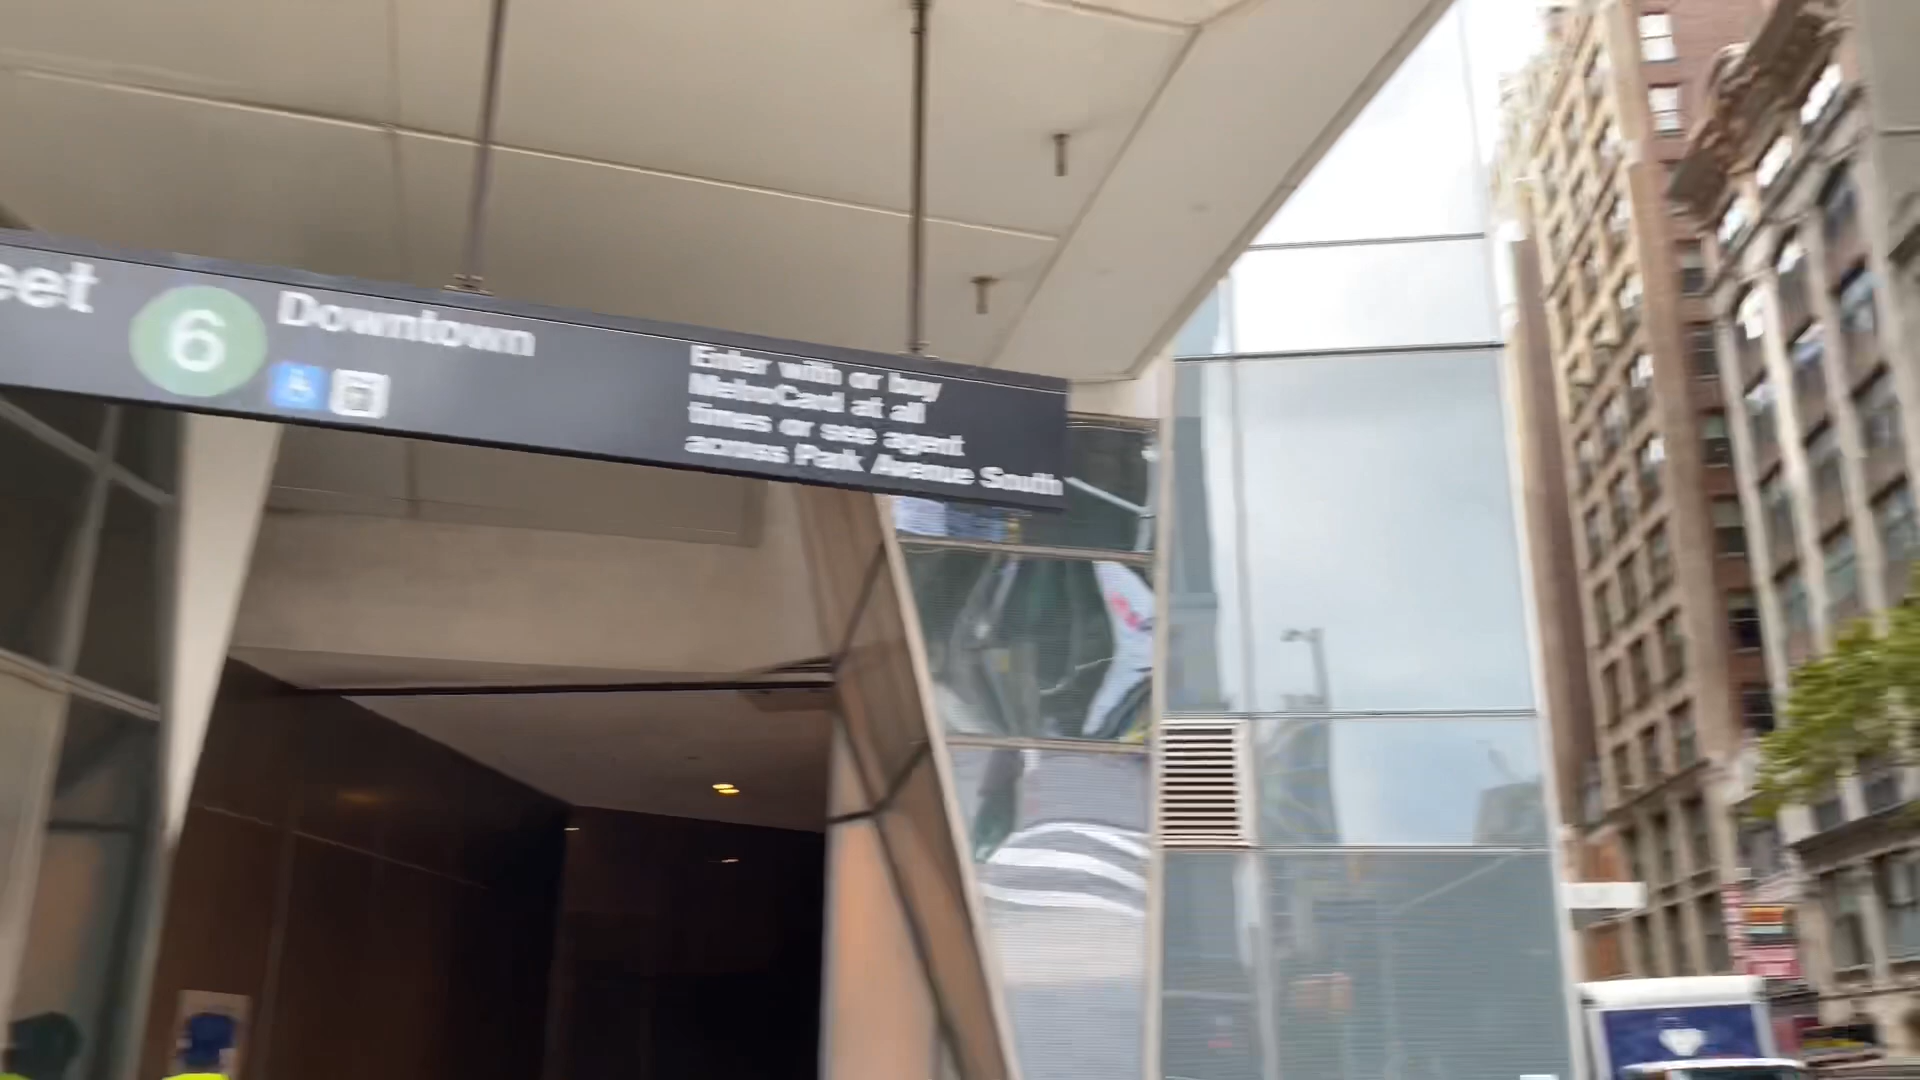 eet
6
Downtown
Enter with or buy
MetroCard at all
times or see agent
across Park Avenue South